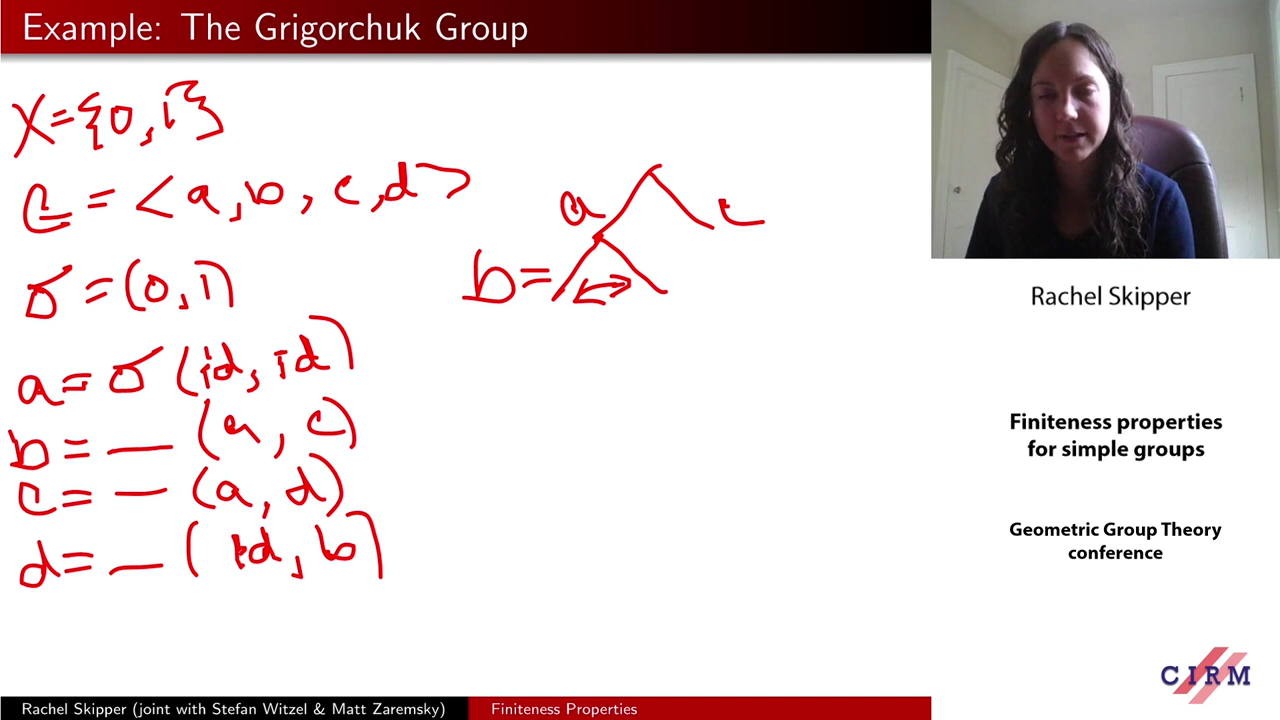 Example: The Grigorchuk Group
X={0,1}
G = <a,b,c,d>
σ = (0,1)
a = σ (id, id)
b = — (a, c)
c = — (a, d)
d = — (id, b)
a c
b=
Rachel Skipper
Finiteness properties
for simple groups
Geometric Group Theory
conference
CIRM
Rachel Skipper (joint with Stefan Witzel & Matt Zaremsky) Finiteness Properties